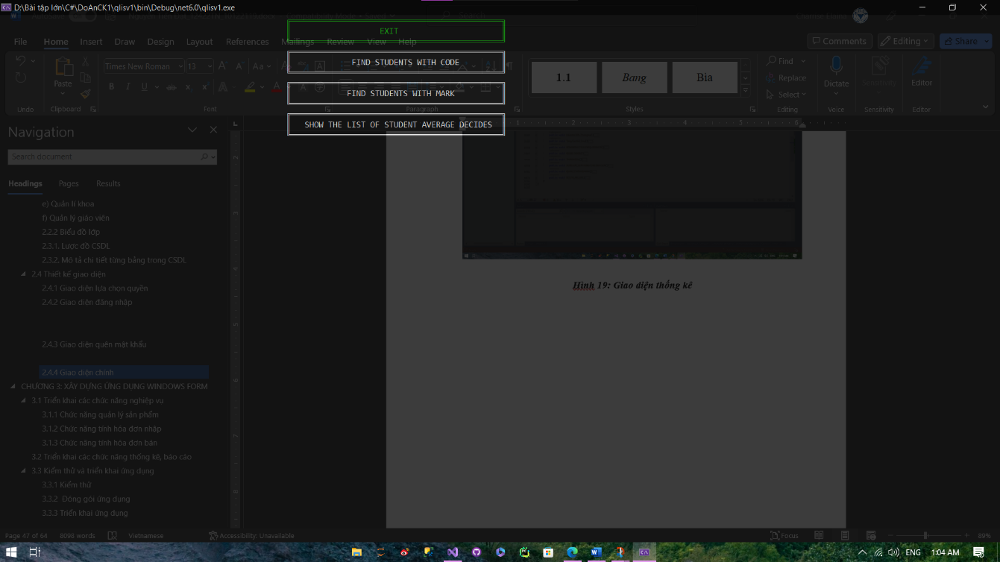 D:\Bài tập lớn\C#\DoAnCK1\qlisv1\bin\Debug\net6.0\qlisv1.exe
EXIT
FIND STUDENTS WITH CODE
FIND STUDENTS WITH MARK
SHOW THE LIST OF STUDENT AVERAGE DECIDES
File Home Insert Draw Design Layout References Mailings Review View Help
Comments Editing Share
Times New Roman 13
Paste
1.1 Bang Bia
Find
Replace
Select
Dictate
Sensitivity
Editor
Undo Clipboard Font Paragraph Styles Editing Voice Sensitivity Editor
Navigation
Search document
Headings Pages Results
e) Quản lí khoa
f) Quản lý giáo viên
2.2.2 Biểu đồ lớp
2.3.1. Lược đồ CSDL
2.3.2. Mô tả chi tiết từng bảng trong CSDL
2.4 Thiết kế giao diện
2.4.1 Giao diện lựa chọn quyền
2.4.2 Giao diện đăng nhập
2.4.3 Giao diện quên mật khẩu
2.4.4 Giao diện chính
CHƯƠNG 3: XÂY DỰNG ỨNG DỤNG WINDOWS FORM
3.1 Triển khai các chức năng nghiệp vụ
3.1.1 Chức năng quản lý sản phẩm
3.1.2 Chức năng tính hóa đơn nhập
3.1.3 Chức năng tính hóa đơn bán
3.2 Triển khai các chức năng thống kê, báo cáo
3.3 Kiểm thử và triển khai ứng dụng
3.3.1 Kiểm thử
3.3.2 Đóng gói ứng dụng
3.3.3 Triển khai ứng dụng
Hình 19: Giao diện thống kê
Page 47 of 64 8098 words Vietnamese Accessibility: Unavailable Focus 89%
ENG 1:04 AM